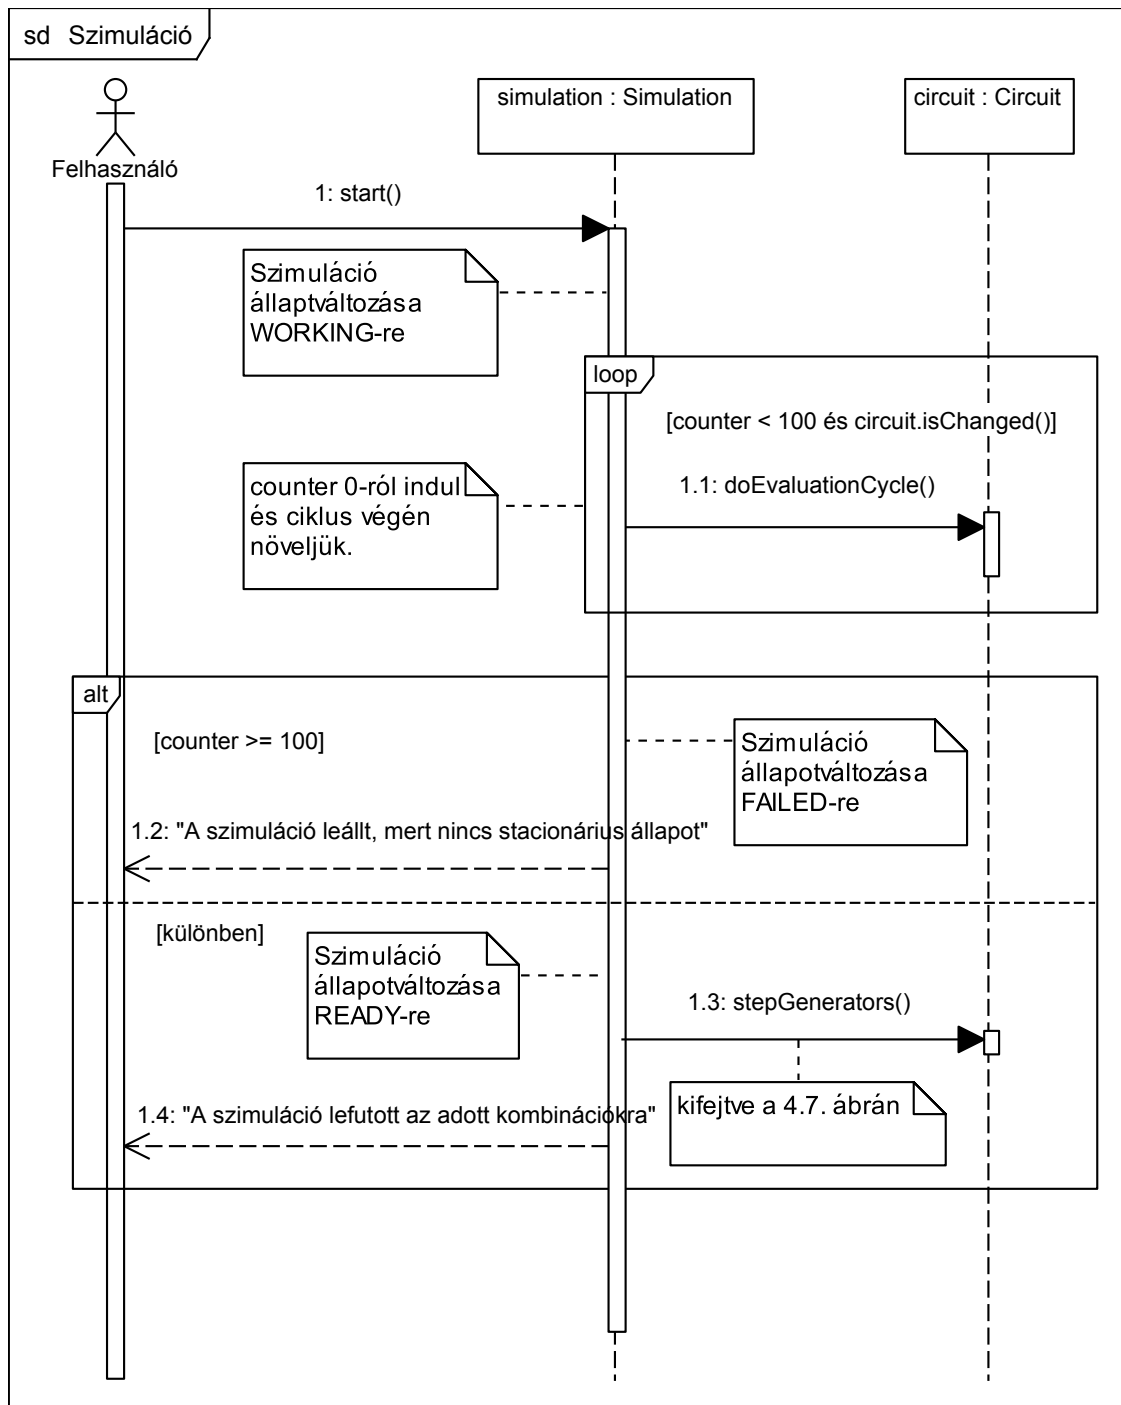 sd Szimuláció
simulation : Simulation
circuit : Circuit
Felhasználó
1: start()
Szimuláció
állaptváltozása
WORKING-re
loop
[counter < 100 és circuit.isChanged()]
counter 0-ról indul
és ciklus végén
növeljük.
1.1: doEvaluationCycle()
alt
[counter >= 100]
Szimuláció
állapotváltozása
FAILED-re
1.2: "A szimuláció leállt, mert nincs stacionárius állapot"
[különben]
Szimuláció
állapotváltozása
READY-re
1.3: stepGenerators()
kifejtve a 4.7. ábrán
1.4: "A szimuláció lefutott az adott kombinációkra"